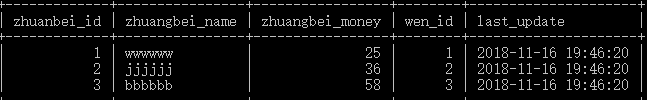 zhuanbei_id zhuangbei_name zhuangbei_money wen_id last_update
1 wwwwww 25 1 2018-11-16 19:46:20
2 jjjjjj 36 2 2018-11-16 19:46:20
3 bbbbbb 58 3 2018-11-16 19:46:20